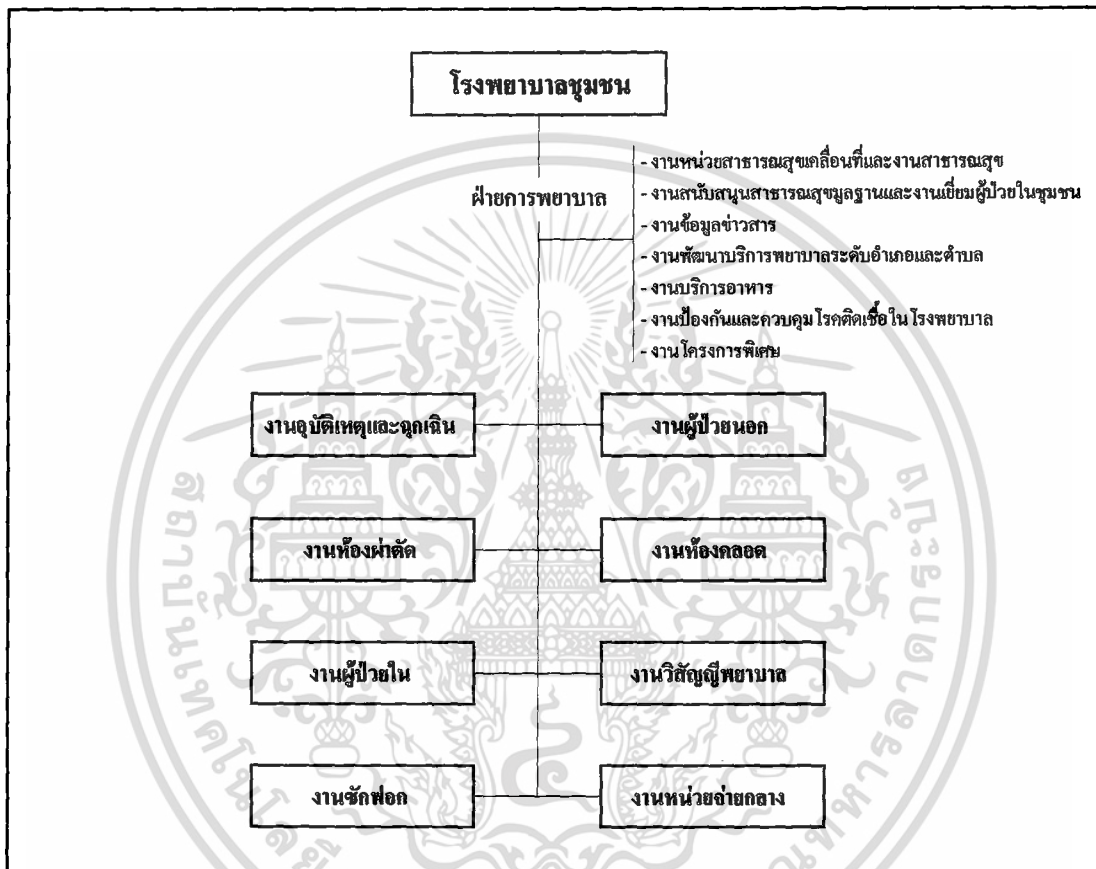 โรงพยาบาลชุมชน
ฝ่ายการพยาบาล
- งานหน่วยสาธารณสุขเคลื่อนที่และงานสาธารณสุข
- งานสนับสนุนสาธารณสุขมูลฐานและงานเยี่ยมผู้ป่วยในชุมชน
- งานข้อมูลข่าวสาร
- งานพัฒนาบริการพยาบาลระดับอำเภอและตำบล
- งานบริการอาหาร
- งานป้องกันและควบคุมโรคติดเชื้อในโรงพยาบาล
- งานโครงการพิเศษ
งานอุบัติเหตุและฉุกเฉิน
งานผู้ป่วยนอก
งานห้องผ่าตัด
งานห้องคลอด
งานผู้ป่วยใน
งานวิสัญญีพยาบาล
งานซักฟอก
งานหน่วยจ่ายกลาง